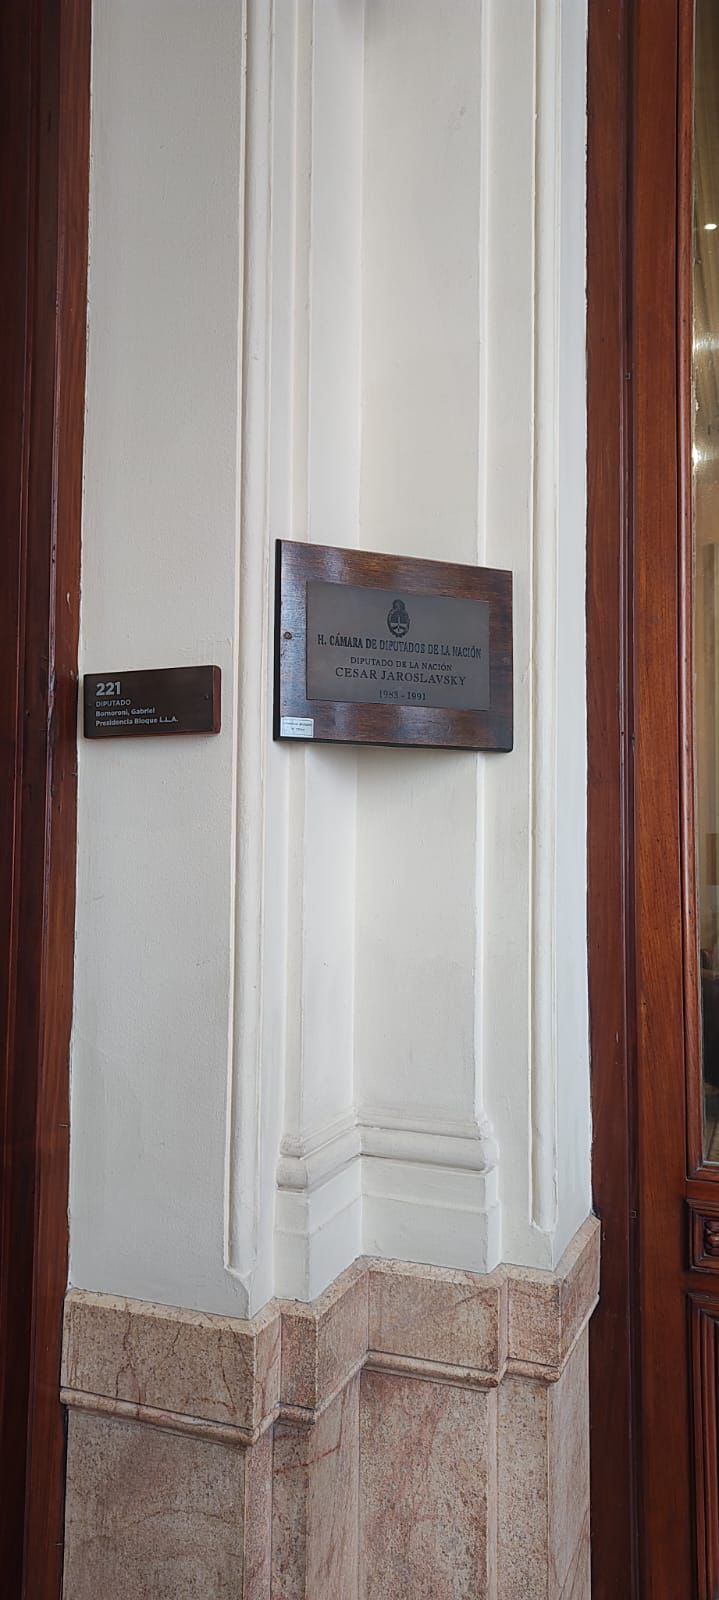 221
DIPUTADO
Bornoroni, Gabriel
Presidencia Bloque L.L.A.
H. CÁMARA DE DIPUTADOS DE LA NACIÓN
DIPUTADO DE LA NACIÓN
CESAR JAROSLAVSKY
1983 - 1991